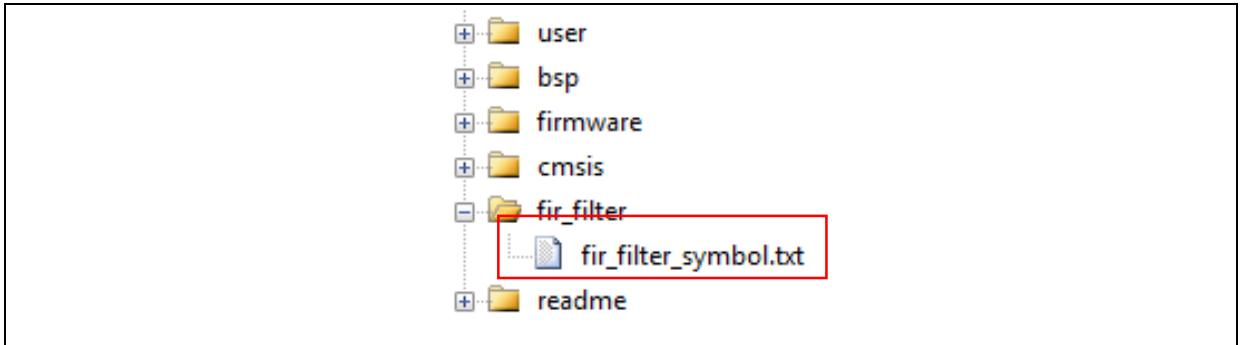 user
bsp
firmware
cmsis
fir_filter
fir_filter_symbol.txt
readme